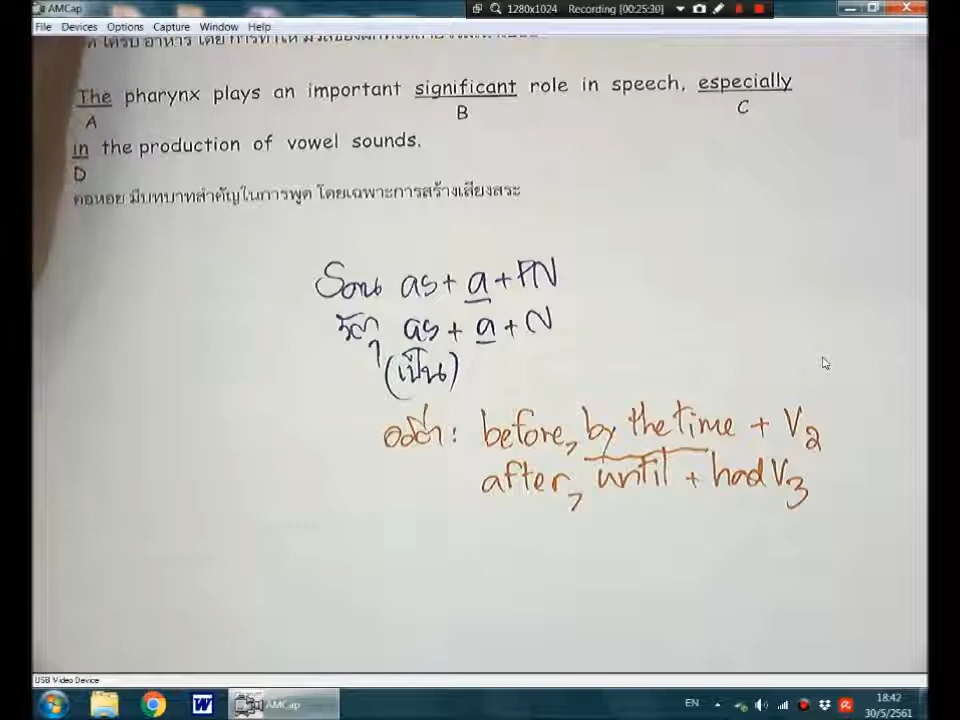 AMCap
1280x1024 Recording [00:25:30]
File Devices Options Capture Window Help
The pharynx plays an important significant role in speech, especially
A B C
in the production of vowel sounds.
D
คอหอย มีบทบาทสำคัญในการพูด โดยเฉพาะการสร้างเสียงสระ
as + a + PN
as + a + N
(เป็น)
อดีต: before, by the time + V2
after, until + had V3
USB Video Device
AMCap
EN
18:42
30/5/2561